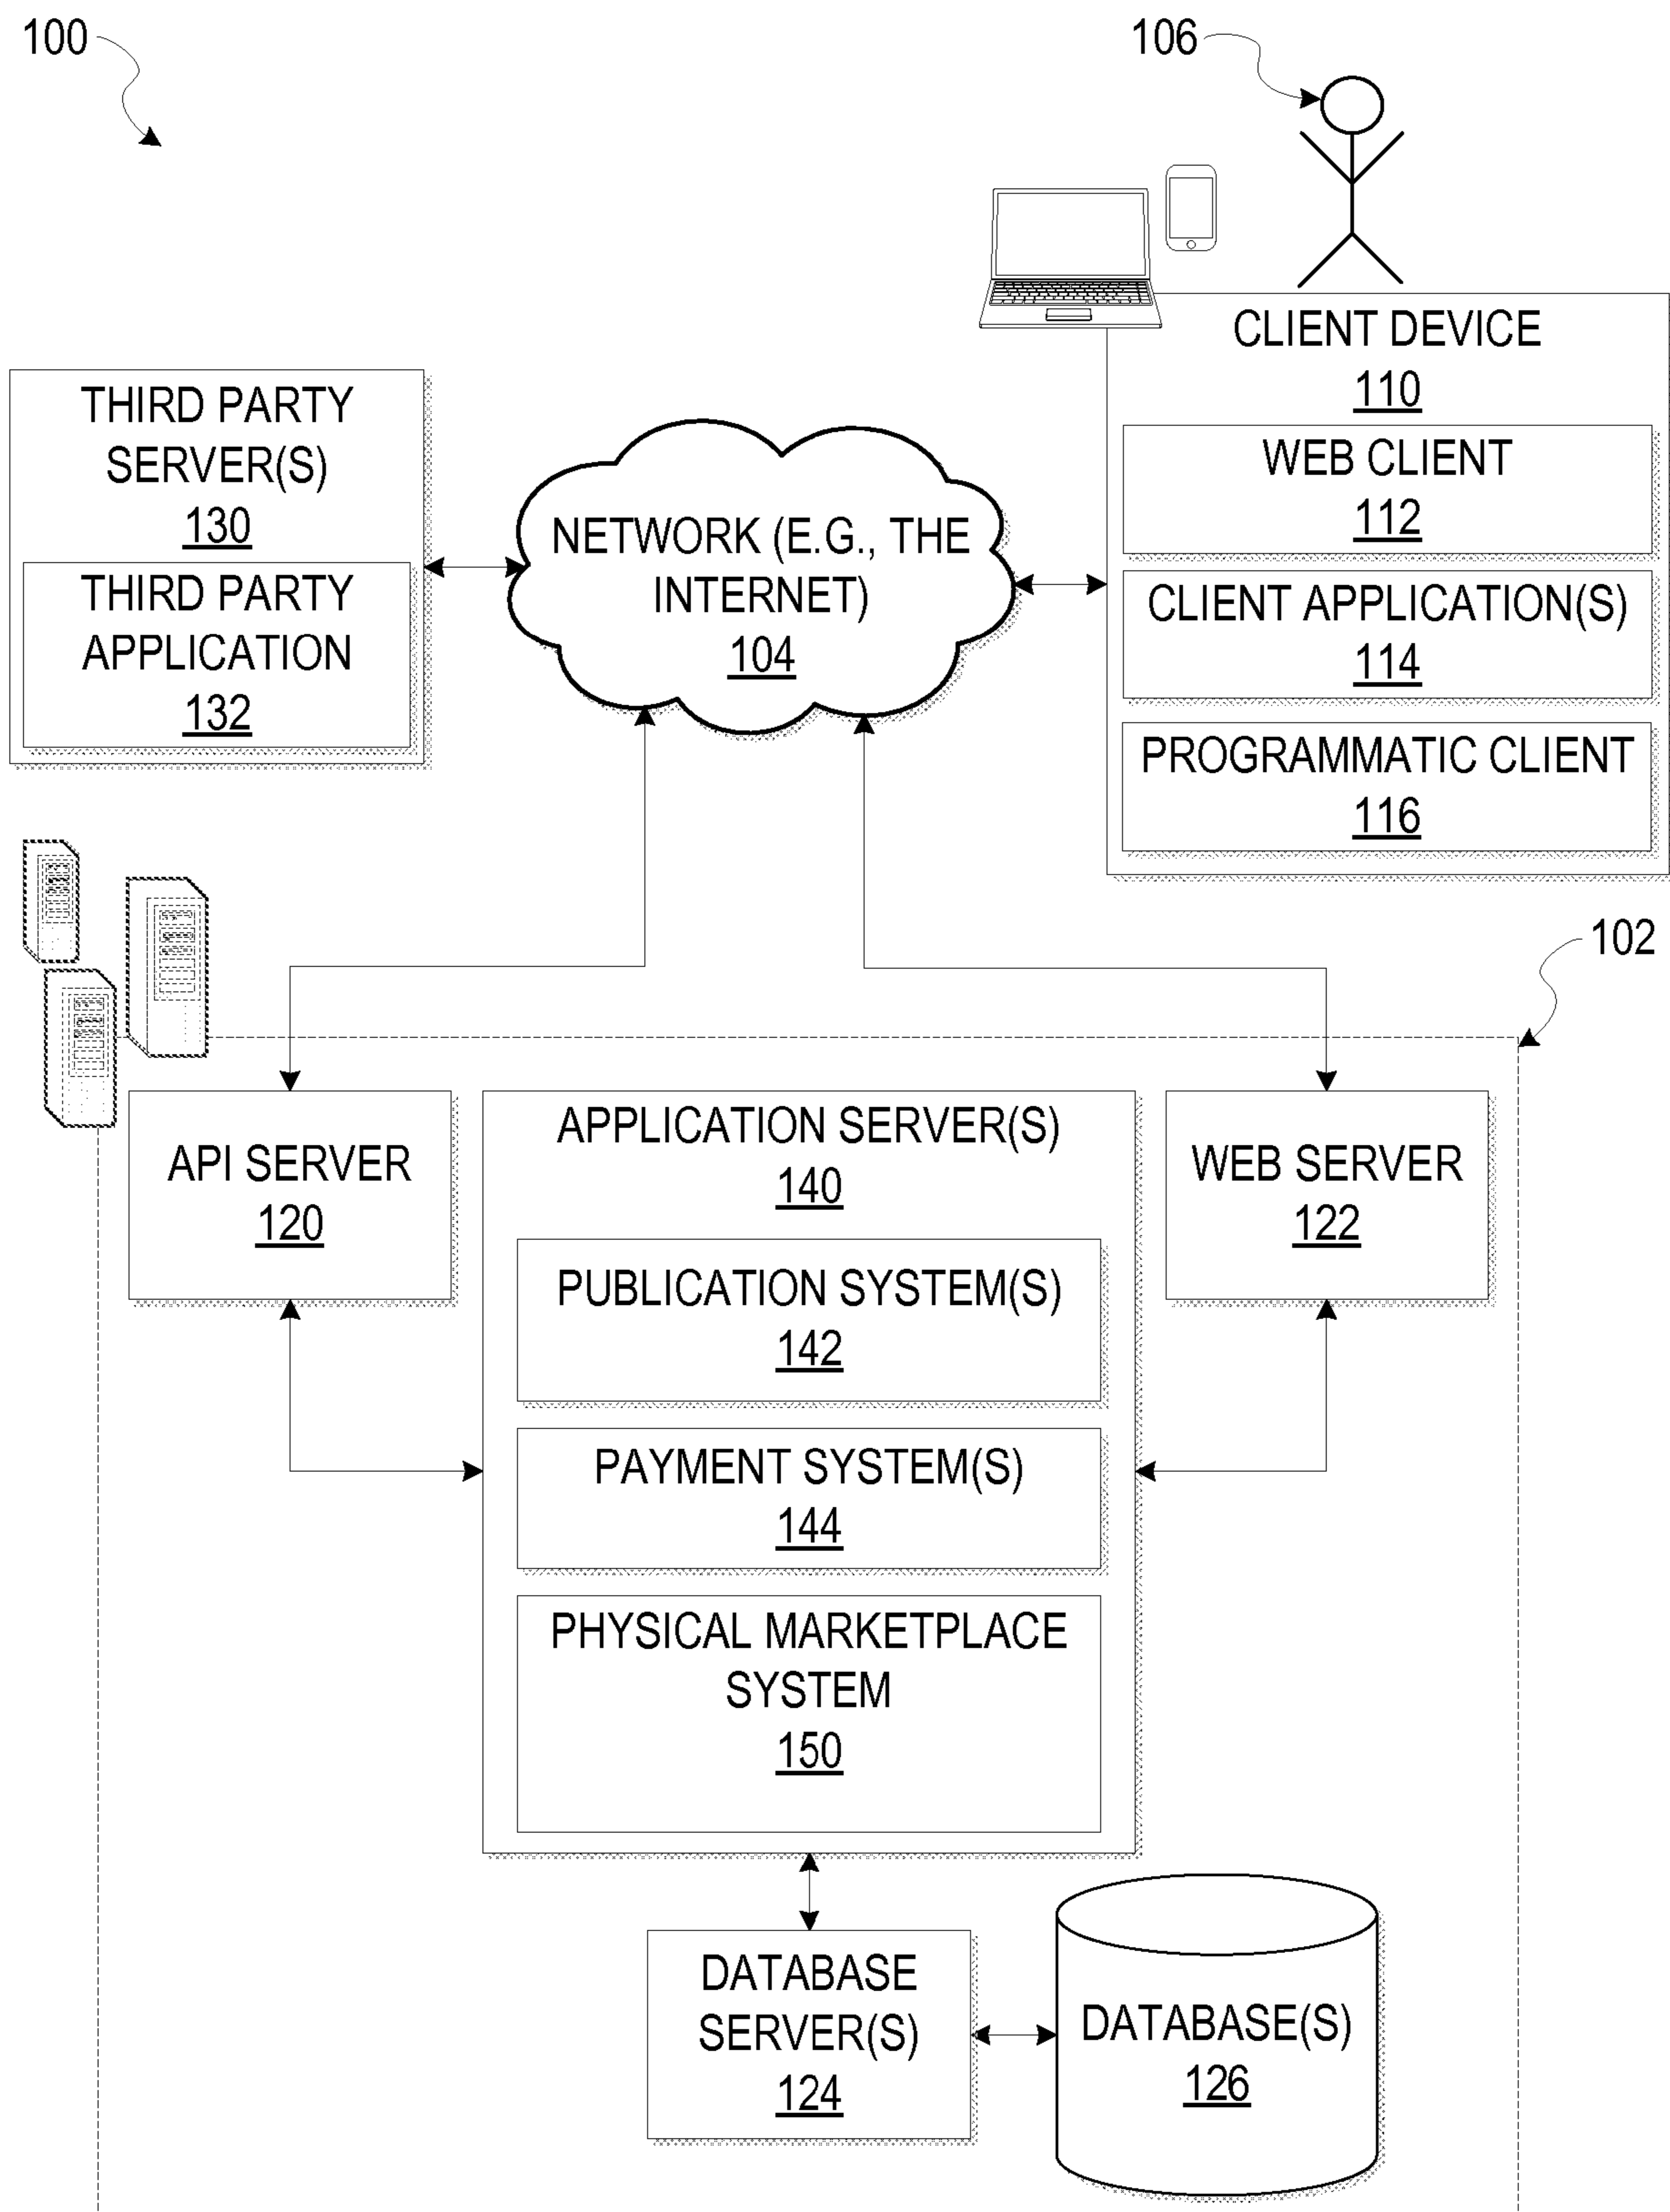 100
106
CLIENT DEVICE
110
WEB CLIENT
112
CLIENT APPLICATION(S)
114
PROGRAMMATIC CLIENT
116
THIRD PARTY
SERVER(S)
130
THIRD PARTY
APPLICATION
132
NETWORK (E.G., THE
INTERNET)
104
102
API SERVER
120
APPLICATION SERVER(S)
140
PUBLICATION SYSTEM(S)
142
PAYMENT SYSTEM(S)
144
PHYSICAL MARKETPLACE
SYSTEM
150
WEB SERVER
122
DATABASE
SERVER(S)
124
DATABASE(S)
126